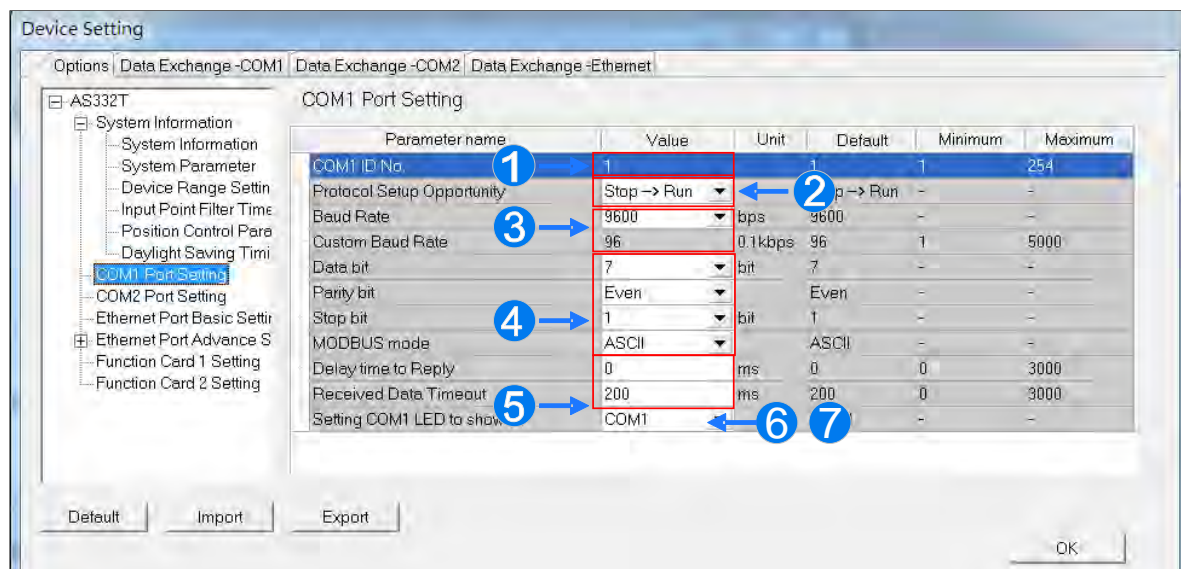 Device Setting
Options Data Exchange -COM1 Data Exchange -COM2 Data Exchange -Ethernet
AS332T
System Information
System Information
System Parameter
Device Range Settin
Input Point Filter Time
Position Control Para
Daylight Saving Timi
COM1 Port Setting
COM2 Port Setting
Ethernet Port Basic Settin
Ethernet Port Advance S
Function Card 1 Setting
Function Card 2 Setting
COM1 Port Setting
Parameter name Value Unit Default Minimum Maximum
COM1 ID No. 1 1 1 1 254
Protocol Setup Opportunity Stop -> Run 2 p -> Run - -
Baud Rate 9600 bps 9600 - -
3
Custom Baud Rate 96 0.1kbps 96 1 5000
Data bit 7 bit 7 - -
Parity bit Even Even - -
Stop bit 4 1 bit 1 - -
MODBUS mode ASCII ASCII - -
Delay time to Reply 0 ms 0 0 3000
Received Data Timeout 200 ms 200 0 3000
5
Setting COM1 LED to show COM1 6 7 - -
Default Import Export
OK